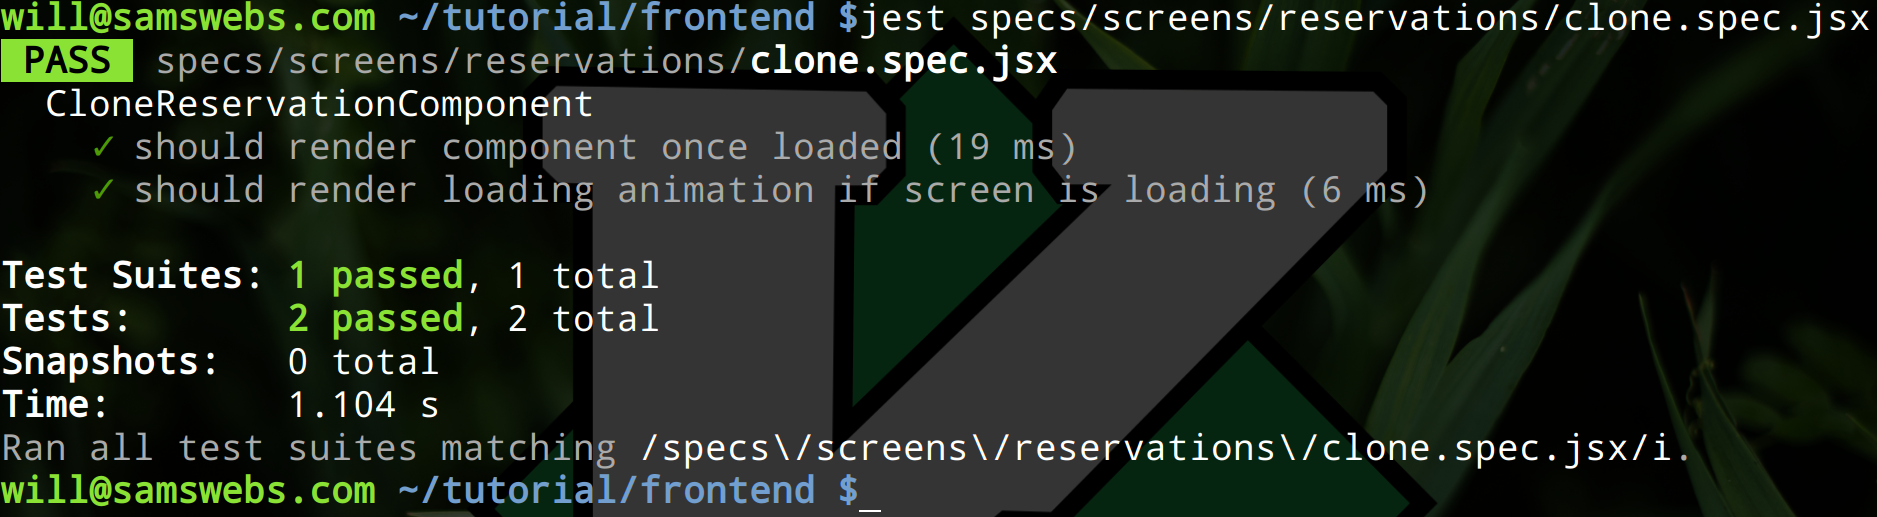 will@samswebs.com ~/tutorial/frontend $jest specs/screens/reservations/clone.spec.jsx
PASS specs/screens/reservations/clone.spec.jsx
CloneReservationComponent
✓ should render component once loaded (19 ms)
✓ should render loading animation if screen is loading (6 ms)
Test Suites: 1 passed, 1 total
Tests: 2 passed, 2 total
Snapshots: 0 total
Time: 1.104 s
Ran all test suites matching /specs\/screens\/reservations\/clone.spec.jsx/i.
will@samswebs.com ~/tutorial/frontend $_